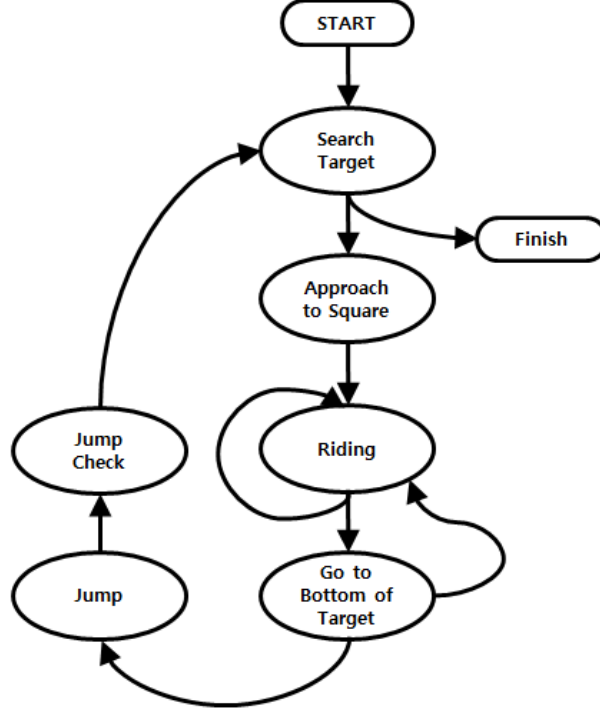 START
Search
Target
Finish
Approach
to Square
Riding
Jump
Check
Go to
Bottom of
Target
Jump